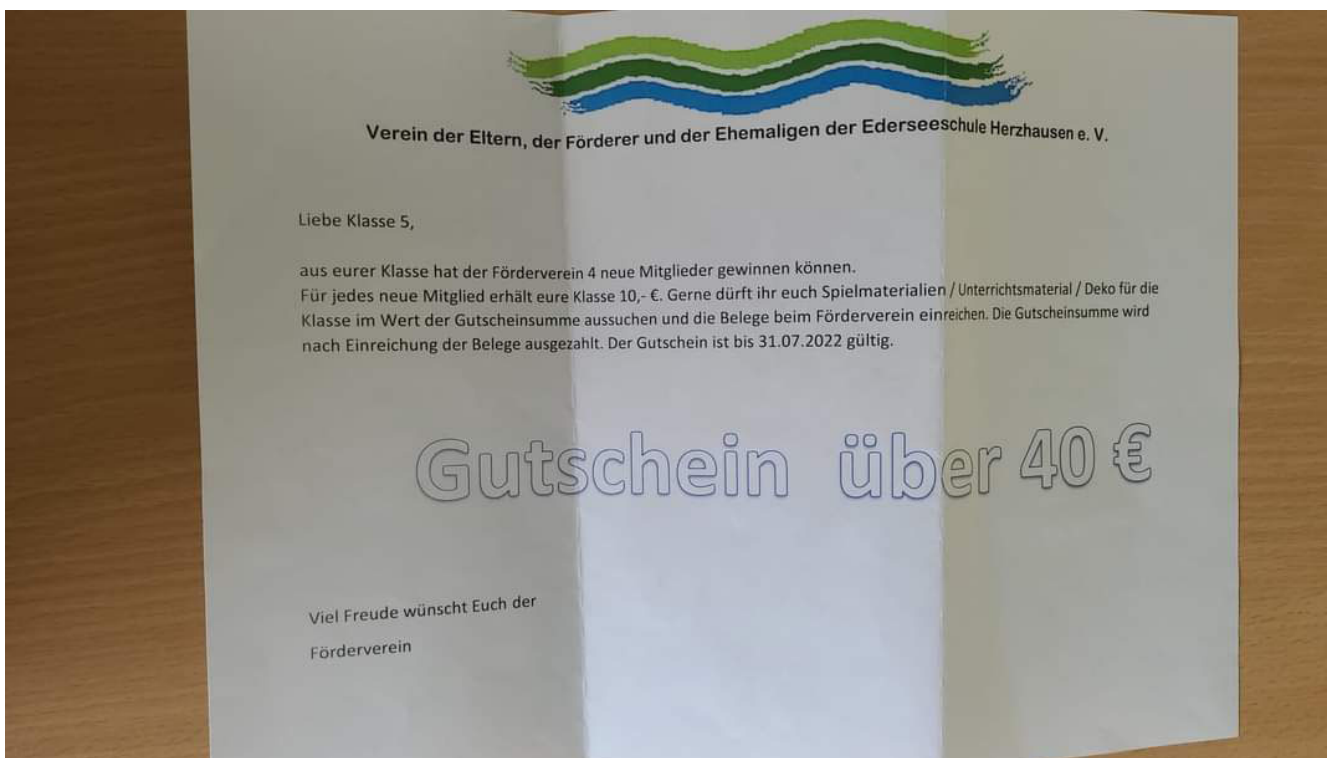 Verein der Eltern, der Förderer und der Ehemaligen der Ederseeschule Herzhausen e. V.
Liebe Klasse 5,
aus eurer Klasse hat der Förderverein 4 neue Mitglieder gewinnen können.
Für jedes neue Mitglied erhält eure Klasse 10,- €. Gerne dürft ihr euch Spielmaterialien / Unterrichtsmaterial / Deko für die
Klasse im Wert der Gutscheinsumme aussuchen und die Belege beim Förderverein einreichen. Die Gutscheinsumme wird
nach Einreichung der Belege ausgezahlt. Der Gutschein ist bis 31.07.2022 gültig.
Gutschein über 40 €
Viel Freude wünscht Euch der
Förderverein